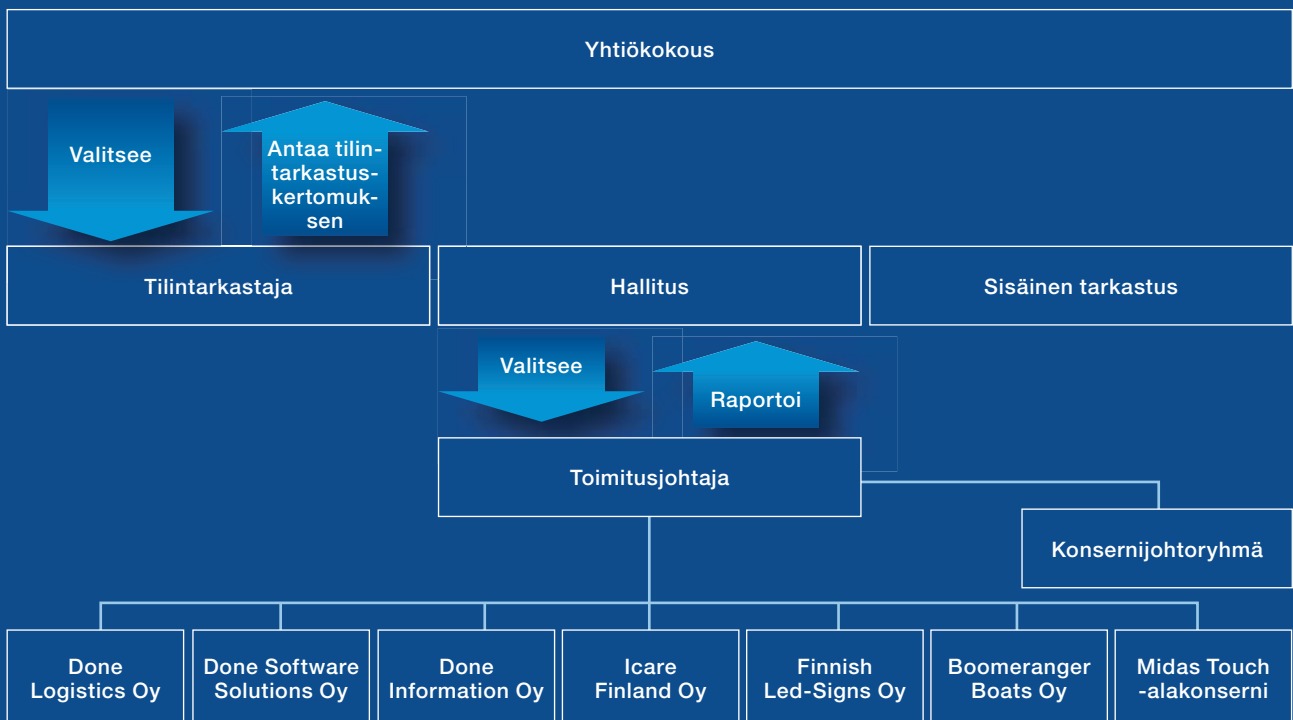 Yhtiökokous
Valitsee
Antaa tilin-
tarkastus-
kertomuk-
sen
Tilintarkastaja
Hallitus
Sisäinen tarkastus
Valitsee
Raportoi
Toimitusjohtaja
Konsernijohtoryhmä
Done
Logistics Oy
Done Software
Solutions Oy
Done
Information Oy
Icare
Finland Oy
Finnish
Led-Signs Oy
Boomeranger
Boats Oy
Midas Touch
-alakonserni